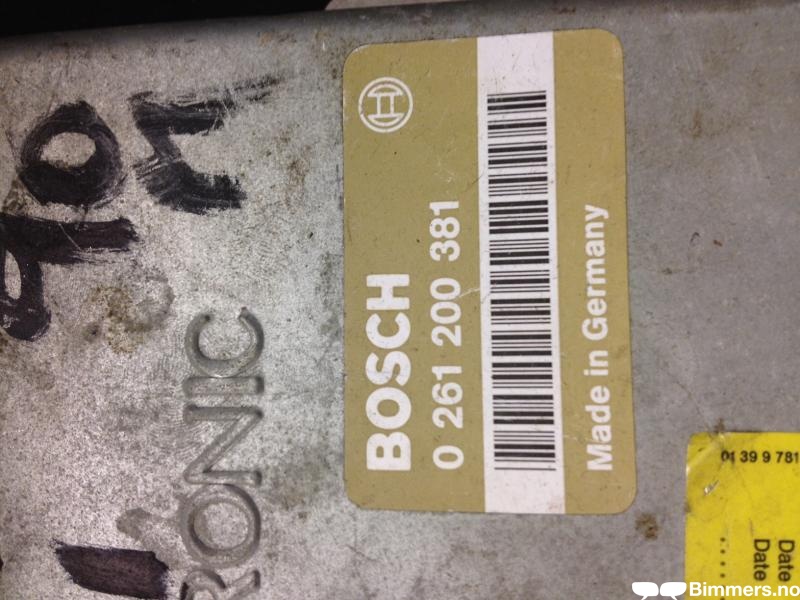 BOSCH
0 261 200 381
Made in Germany
RONIC
01 39 9 781
Date
Date
Bimmers.no